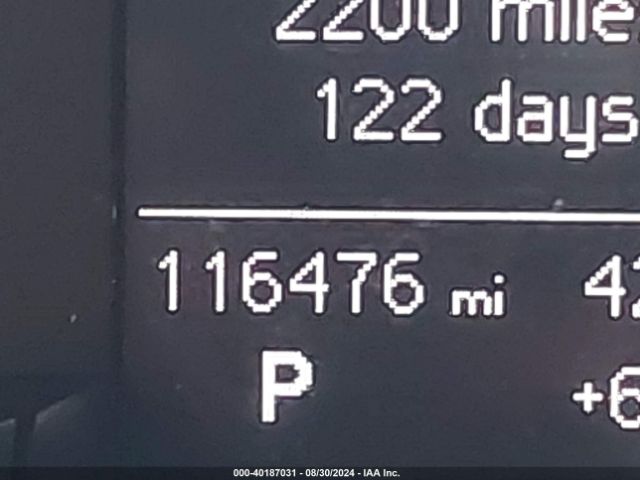 2200 mile
122 days
116476 mi
P
000-40187031 - 08/30/2024 - IAA Inc.